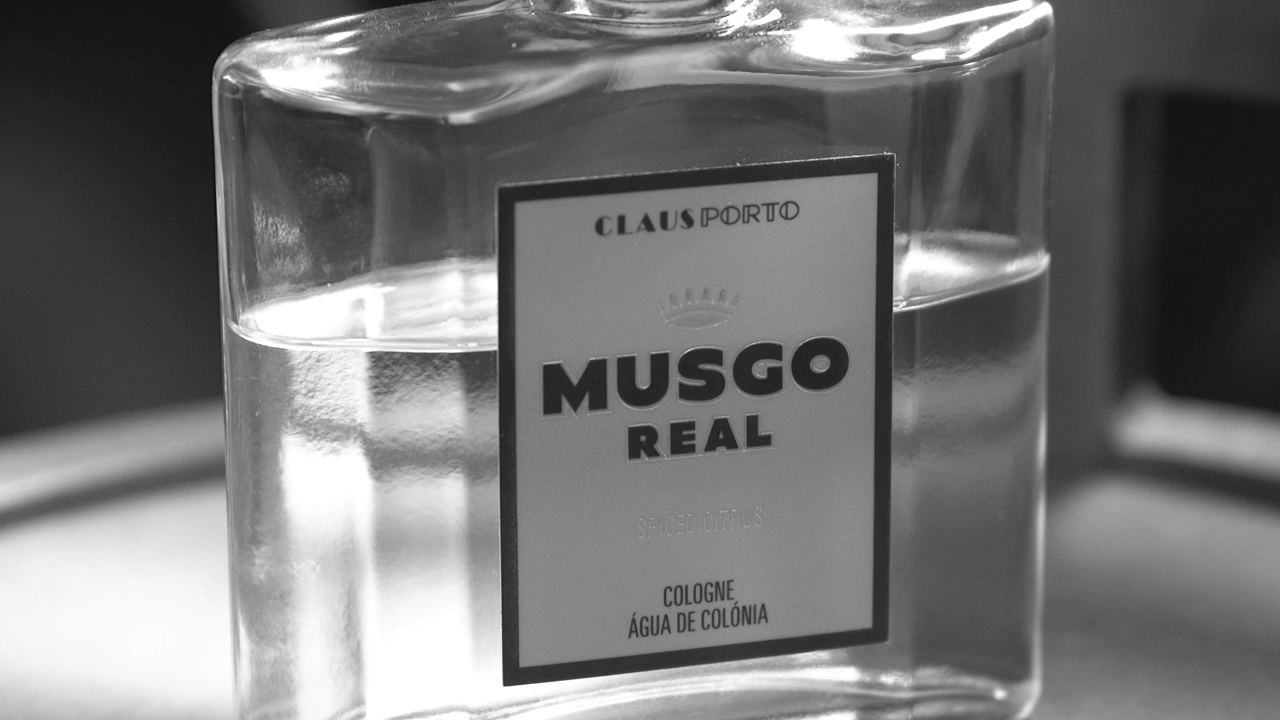 CLAUS PORTO
MUSGO
REAL
SPICED CITRUS
COLOGNE
ÁGUA DE COLÓNIA